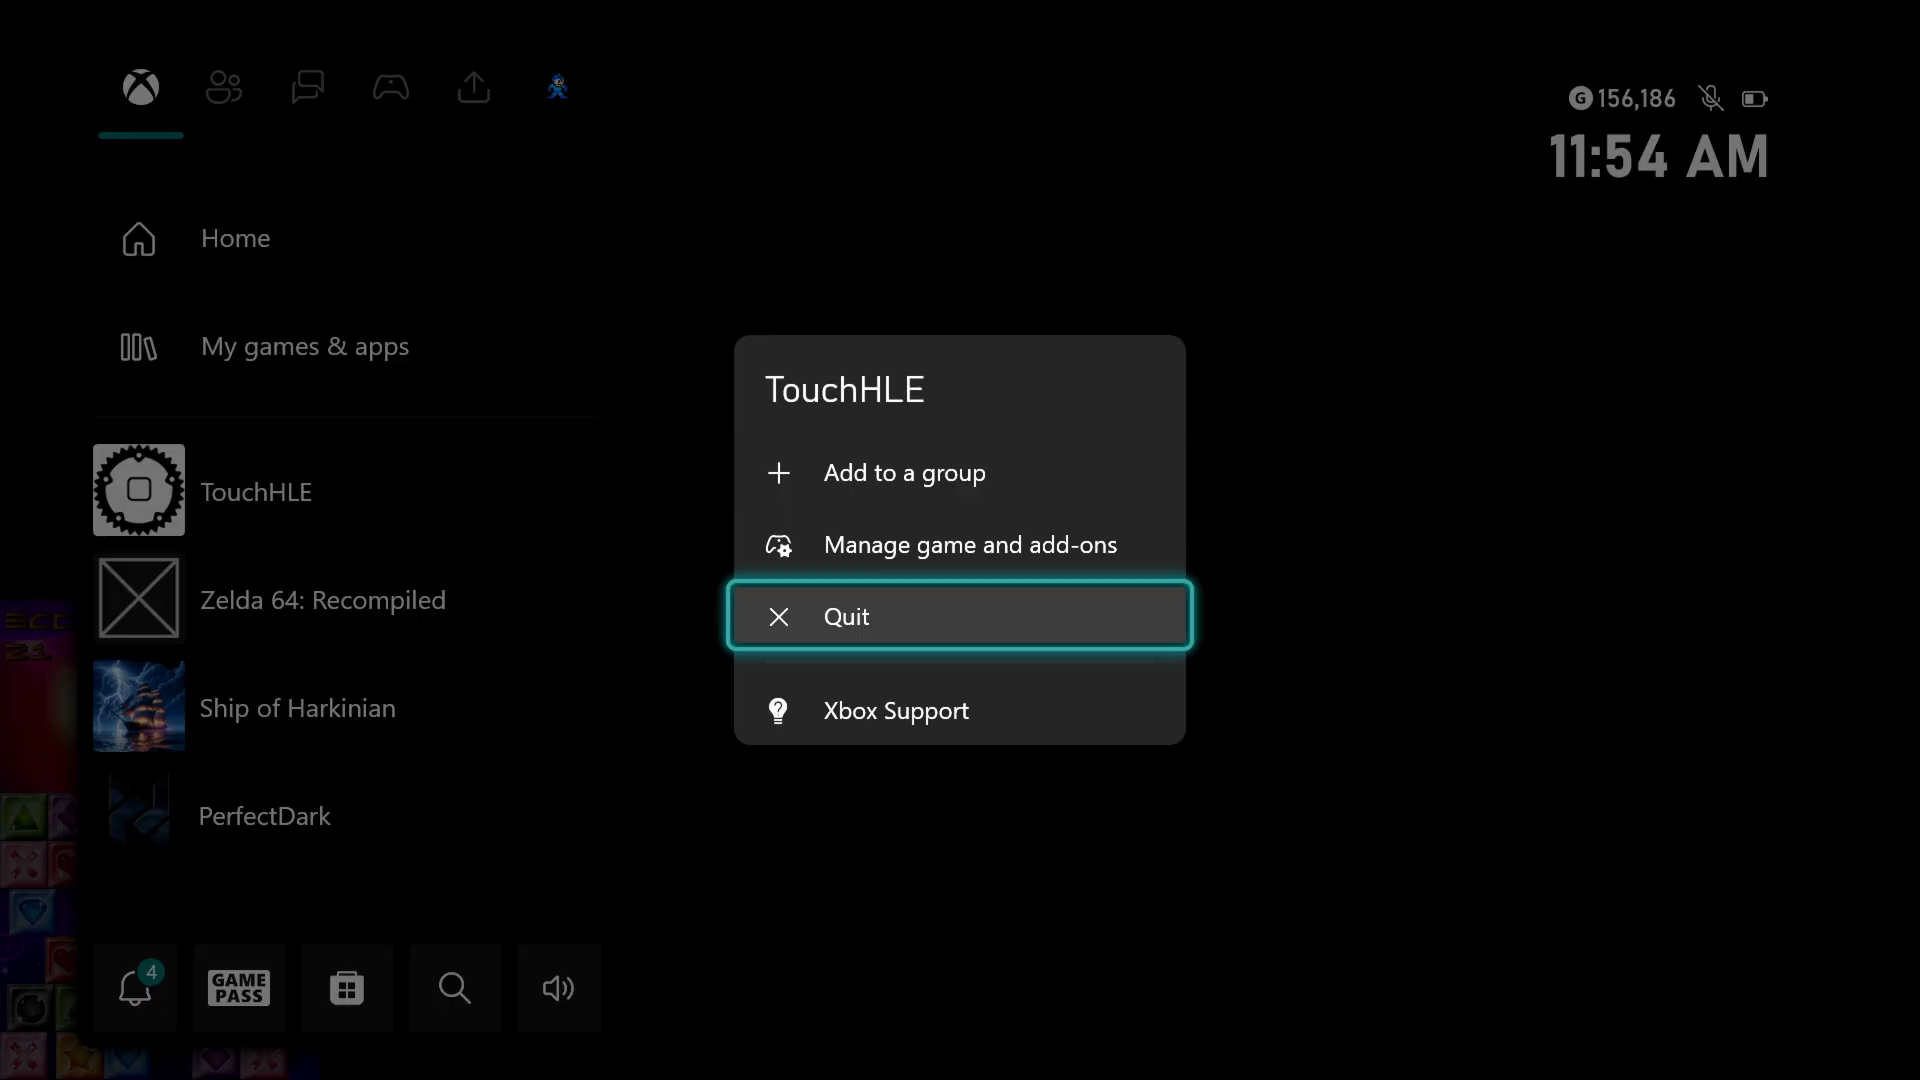 G 156,186
11:54 AM
Home
My games & apps
TouchHLE
Zelda 64: Recompiled
Ship of Harkinian
PerfectDark
TouchHLE
Add to a group
Manage game and add-ons
Quit
Xbox Support
21
4
GAME
PASS